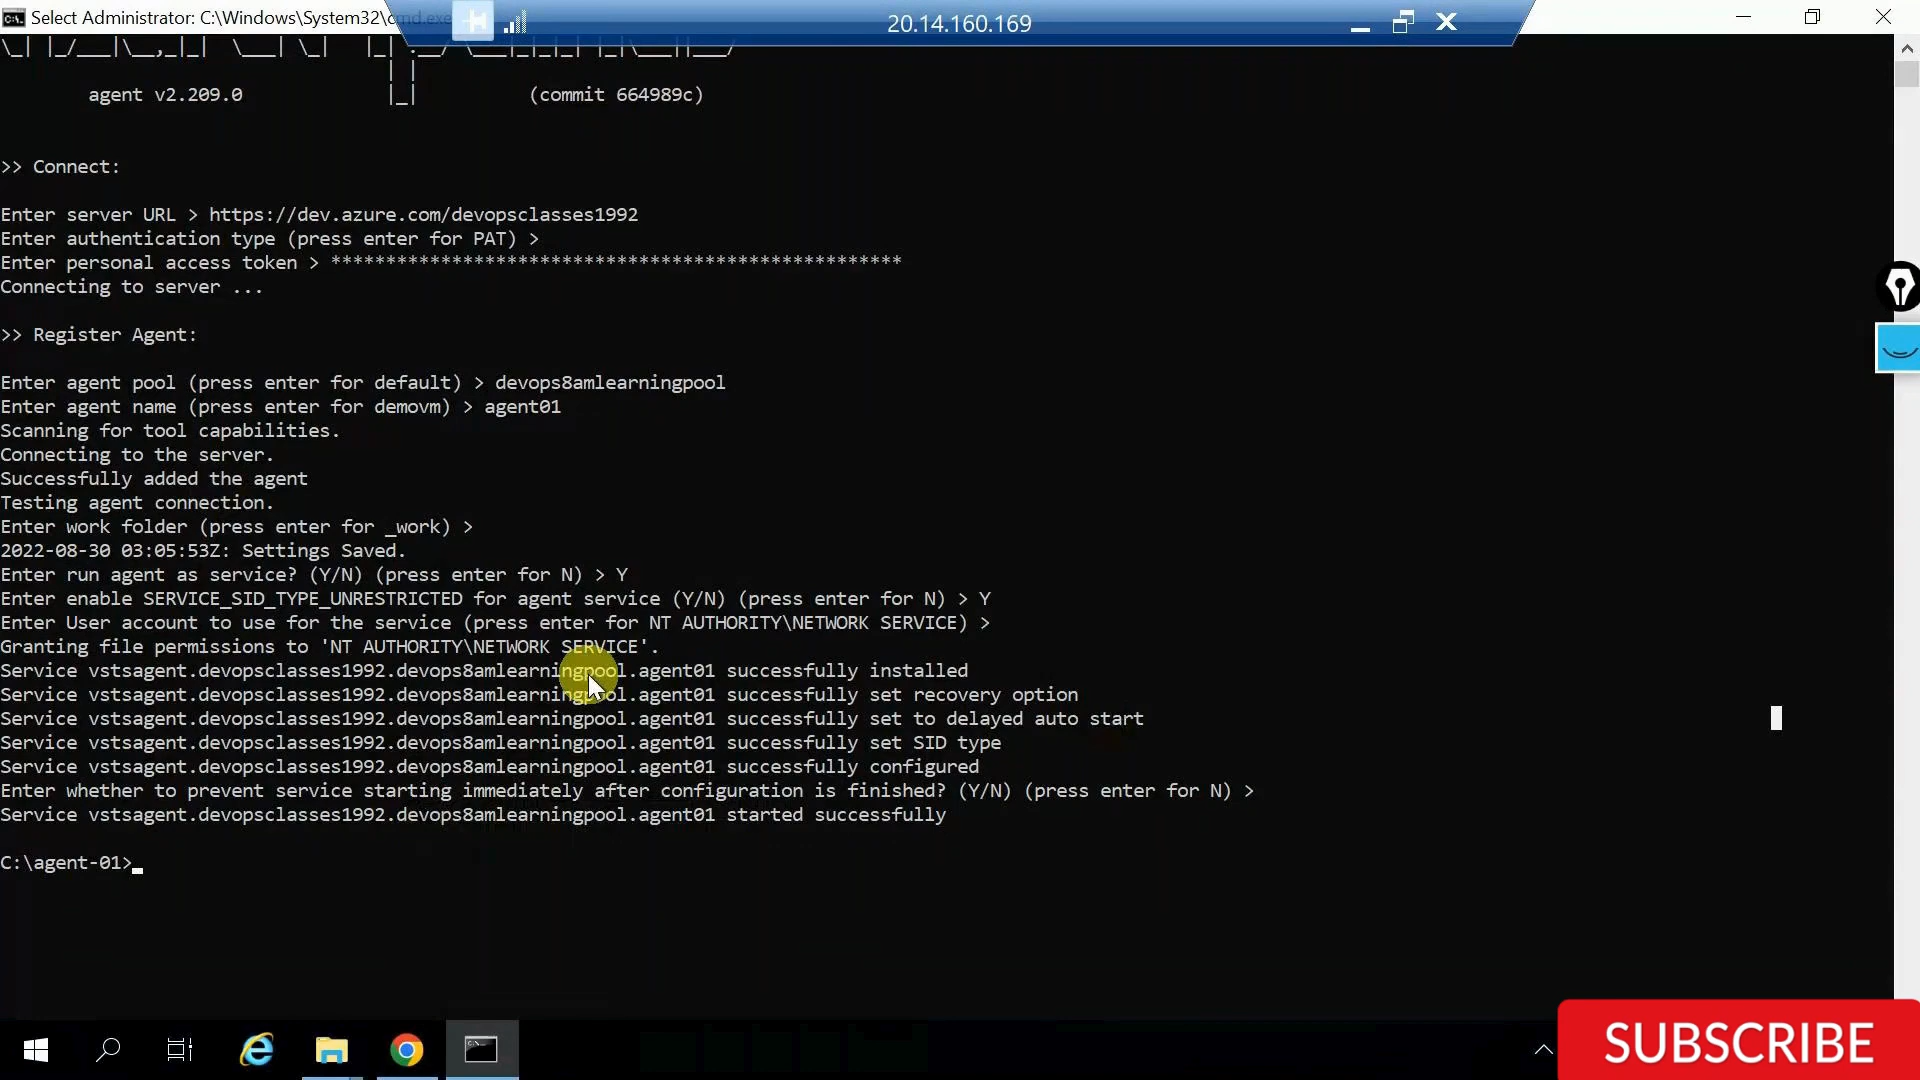 Select Administrator: C:\Windows\System32\cmd.exe
20.14.160.169
agent v2.209.0 (commit 664989c)
>> Connect:
Enter server URL > https://dev.azure.com/devopsclasses1992
Enter authentication type (press enter for PAT) >
Enter personal access token > ****************************************************
Connecting to server ...
>> Register Agent:
Enter agent pool (press enter for default) > devops8amlearningpool
Enter agent name (press enter for demovm) > agent01
Scanning for tool capabilities.
Connecting to the server.
Successfully added the agent
Testing agent connection.
Enter work folder (press enter for _work) >
2022-08-30 03:05:53Z: Settings Saved.
Enter run agent as service? (Y/N) (press enter for N) > Y
Enter enable SERVICE_SID_TYPE_UNRESTRICTED for agent service (Y/N) (press enter for N) > Y
Enter User account to use for the service (press enter for NT AUTHORITY\NETWORK SERVICE) >
Granting file permissions to 'NT AUTHORITY\NETWORK SERVICE'.
Service vstsagent.devopsclasses1992.devops8amlearningpool.agent01 successfully installed
Service vstsagent.devopsclasses1992.devops8amlearningpool.agent01 successfully set recovery option
Service vstsagent.devopsclasses1992.devops8amlearningpool.agent01 successfully set to delayed auto start
Service vstsagent.devopsclasses1992.devops8amlearningpool.agent01 successfully set SID type
Service vstsagent.devopsclasses1992.devops8amlearningpool.agent01 successfully configured
Enter whether to prevent service starting immediately after configuration is finished? (Y/N) (press enter for N) >
Service vstsagent.devopsclasses1992.devops8amlearningpool.agent01 started successfully
C:\agent-01>
SUBSCRIBE